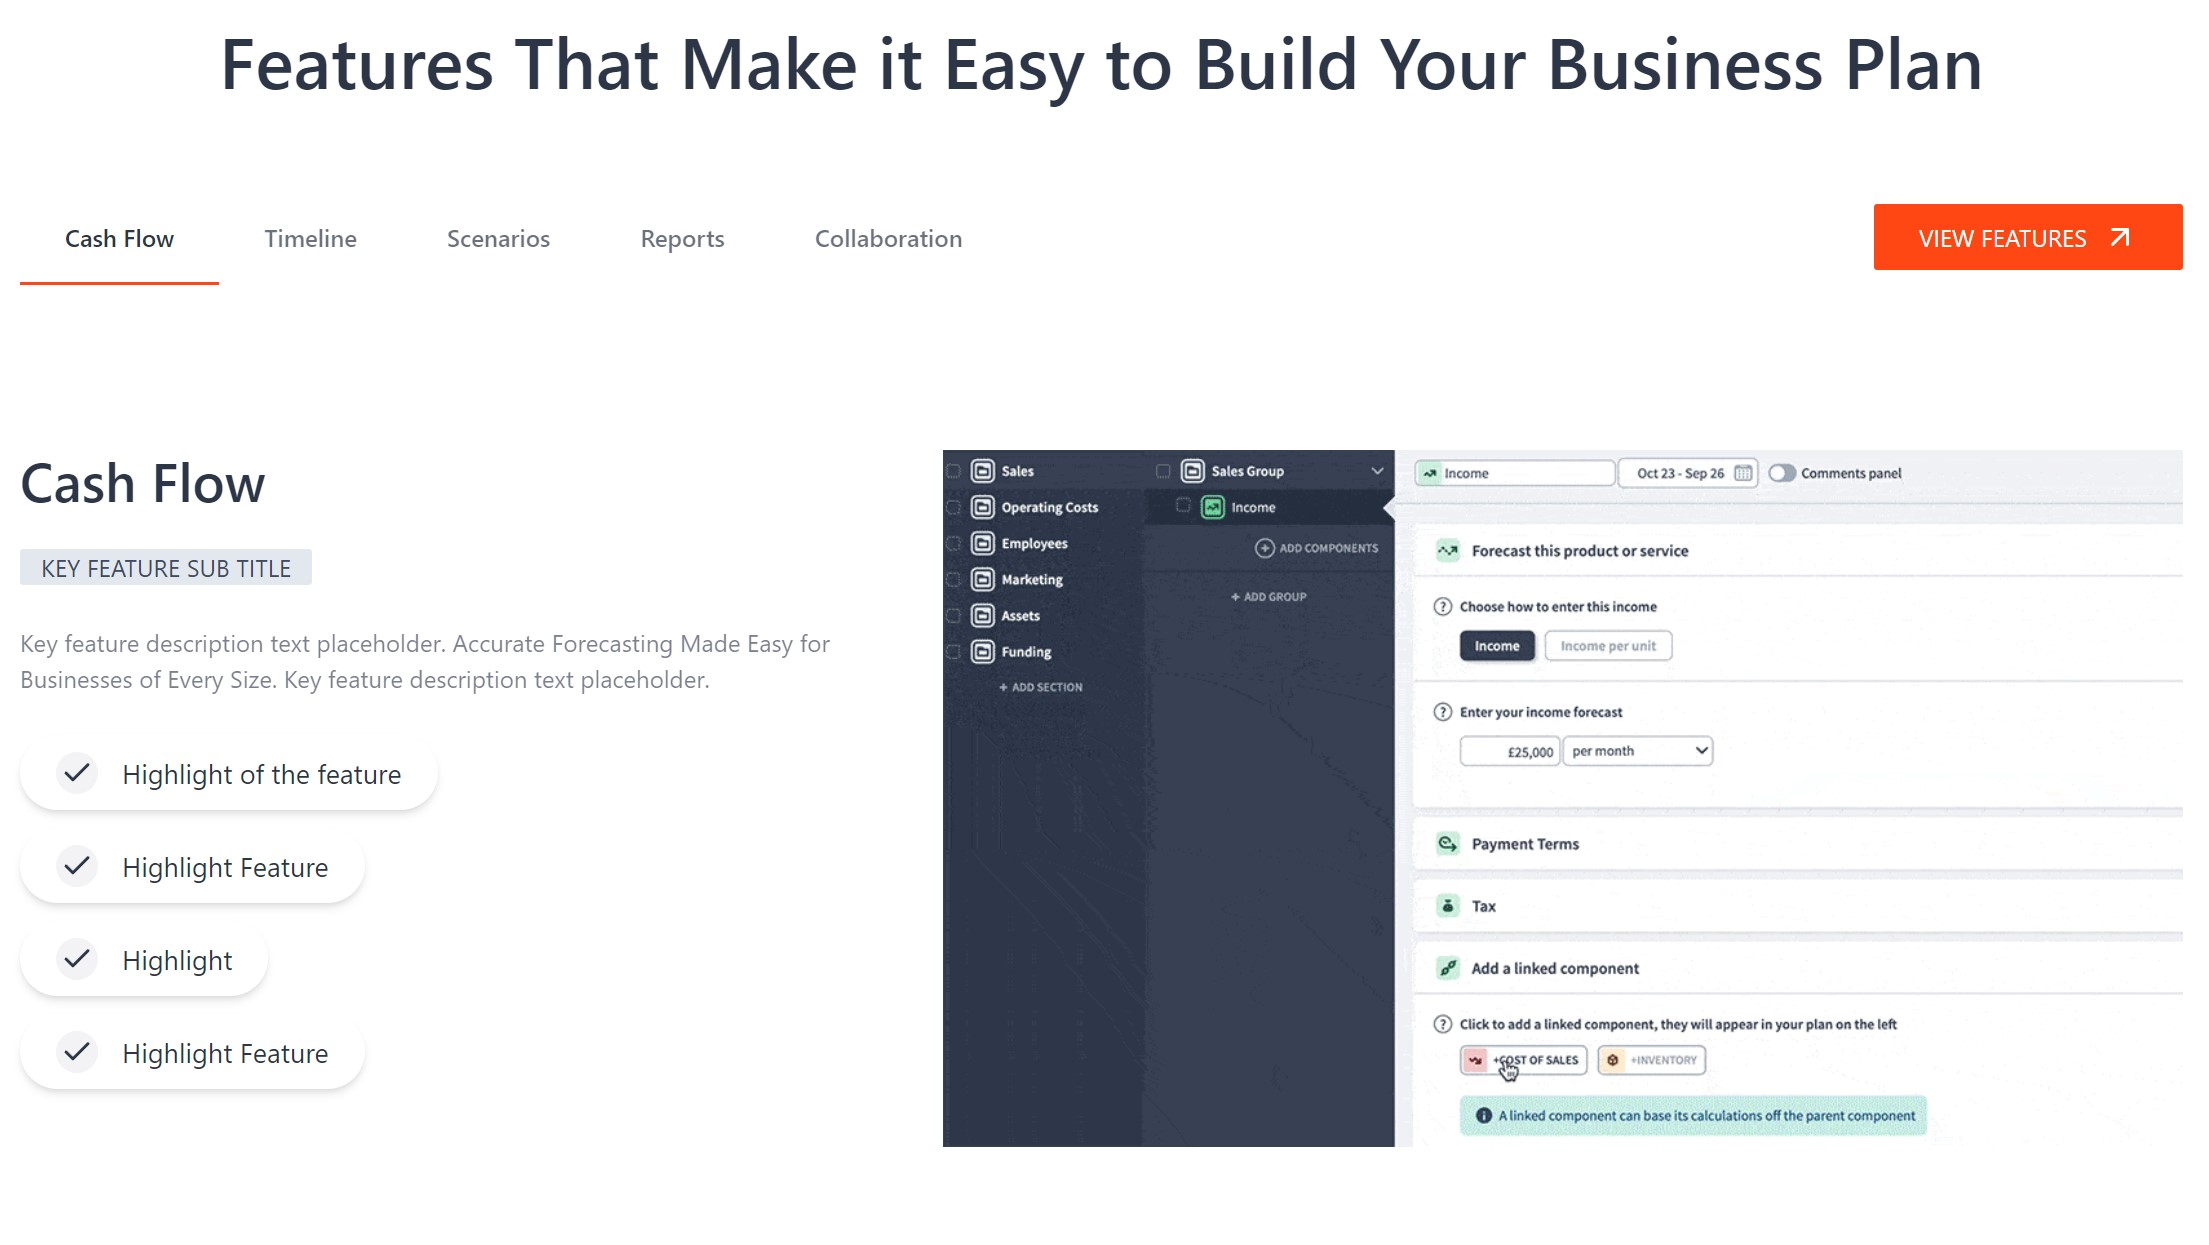 Features That Make it Easy to Build Your Business Plan
Cash Flow
Timeline
Scenarios
Reports
Collaboration
VIEW FEATURES
Cash Flow
KEY FEATURE SUB TITLE
Key feature description text placeholder. Accurate Forecasting Made Easy for
Businesses of Every Size. Key feature description text placeholder.
Highlight of the feature
Highlight Feature
Highlight
Highlight Feature
Sales
Operating Costs
Employees
Marketing
Assets
Funding
+ ADD SECTION
Sales Group
Income
+ ADD COMPONENTS
+ ADD GROUP
Income
Oct 23 - Sep 26
Comments panel
Forecast this product or service
? Choose how to enter this income
Income
Income per unit
? Enter your income forecast
£25,000
per month
Payment Terms
Tax
Add a linked component
? Click to add a linked component, they will appear in your plan on the left
+COST OF SALES
+INVENTORY
A linked component can base its calculations off the parent component